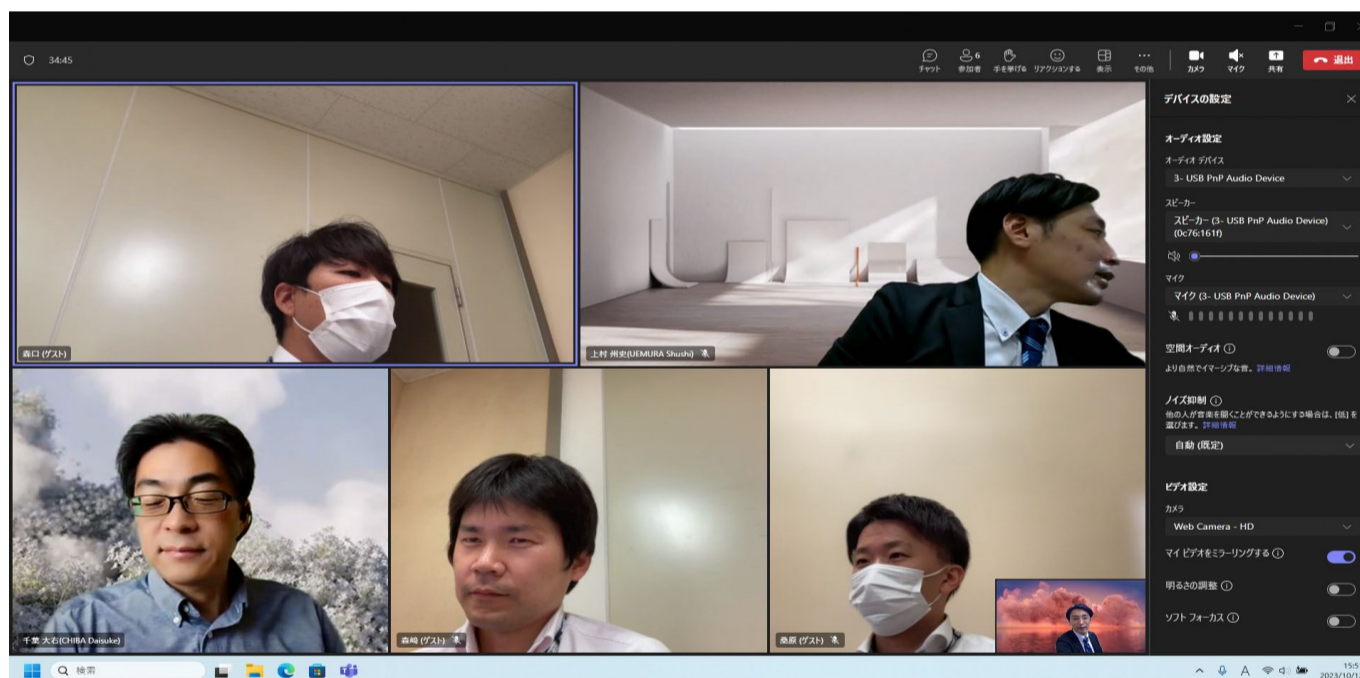 34:45
6
チャット
参加者
手を挙げる
リアクションする
表示
その他
カメラ
マイク
共有
退出
森口 (ゲスト)
上村 州史(UEMURA Shushi)
千葉 大右(CHIBA Daisuke)
森嶋 (ゲスト)
桑原 (ゲスト)
デバイスの設定
オーディオ設定
オーディオ デバイス
3- USB PnP Audio Device
スピーカー
スピーカー (3- USB PnP Audio Device)
(0c76:161f)
マイク
マイク (3- USB PnP Audio Device)
空間オーディオ
より自然でイマーシブな音。詳細情報
ノイズ抑制
他の人が音楽を聞くことができるようにする場合は、[低] を
選びます。詳細情報
自動 (既定)
ビデオ設定
カメラ
Web Camera - HD
マイ ビデオをミラーリングする
明るさの調整
ソフト フォーカス
検索
A
15:5
2023/10/1